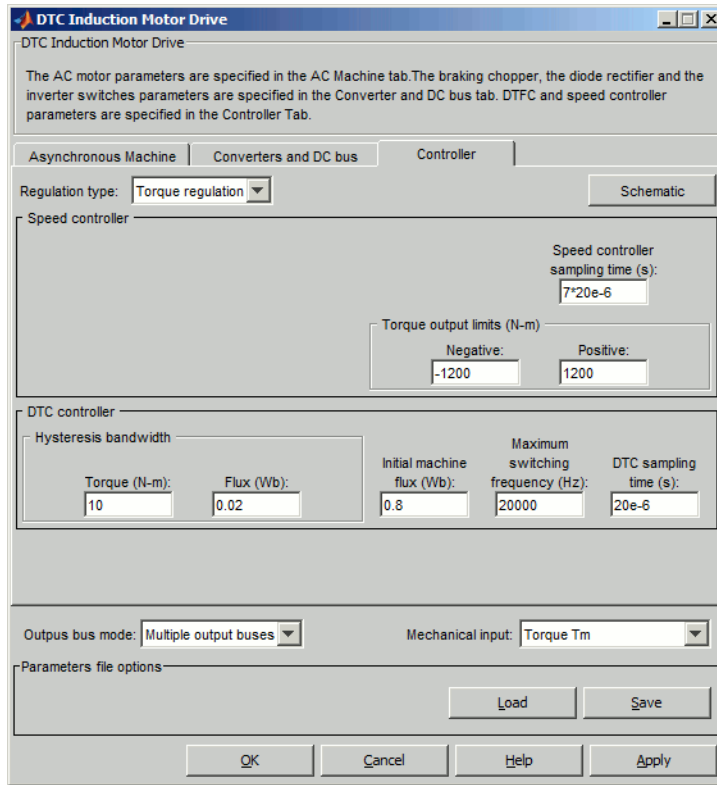 DTC Induction Motor Drive
DTC Induction Motor Drive
The AC motor parameters are specified in the AC Machine tab.The braking chopper, the diode rectifier and the
inverter switches parameters are specified in the Converter and DC bus tab. DTFC and speed controller
parameters are specified in the Controller Tab.
Asynchronous Machine Converters and DC bus Controller
Regulation type: Torque regulation Schematic
Speed controller
Speed controller
sampling time (s):
7*20e-6
Torque output limits (N-m)
Negative: Positive:
-1200 1200
DTC controller
Hysteresis bandwidth
Torque (N-m): Flux (Wb):
10 0.02
Initial machine
flux (Wb):
0.8
Maximum
switching
frequency (Hz):
20000
DTC sampling
time (s):
20e-6
Outpus bus mode: Multiple output buses Mechanical input: Torque Tm
Parameters file options
Load Save
OK Cancel Help Apply